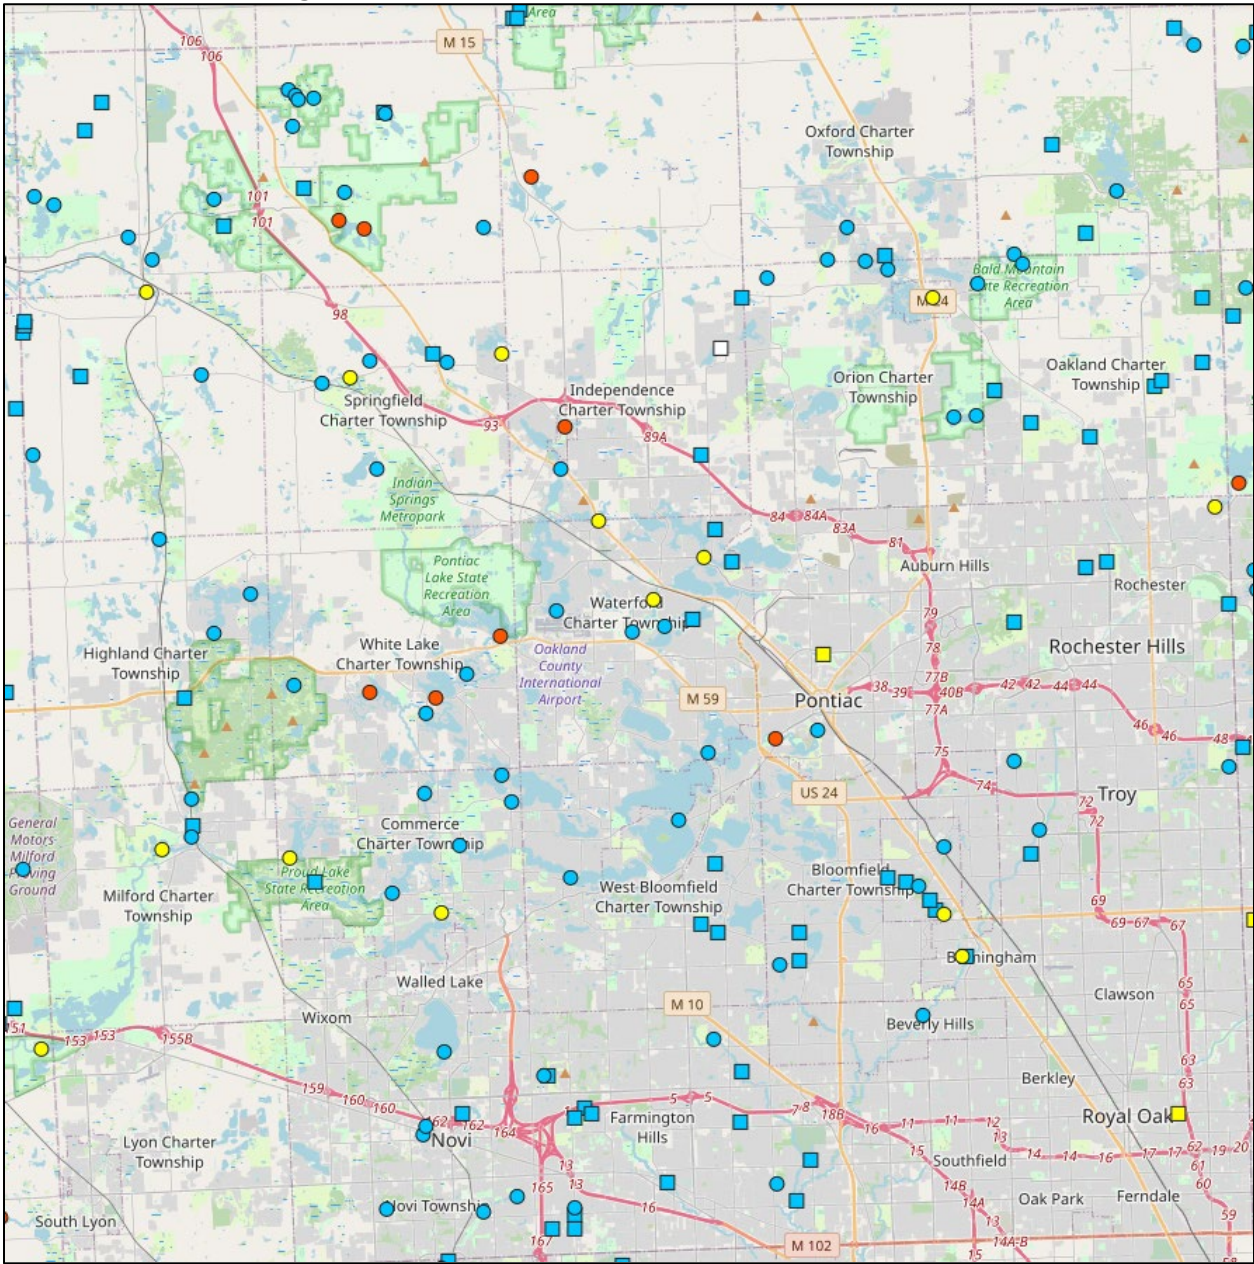 Area
M 15
106
106
Oxford Charter
Township
101
101
Bald Mountain
State Recreation
Area
98
M 24
Independence
Charter Township
Orion Charter
Township
Oakland Charter
Township
Springfield
Charter Township
93
89A
Indian
Springs
Metropark
84
84A
83A
81
Pontiac
Lake State
Recreation
Area
Auburn Hills
Rochester
Waterford
Charter Township
79
78
White Lake
Charter Township
Highland Charter
Township
Oakland
County
International
Airport
Rochester Hills
M 59
Pontiac
38
39
77B
40B
77A
42
42
44
44
46
46
48
75
74
US 24
Troy
72
72
General
Motors
Milford
Proving
Ground
Commerce
Charter Township
Bloomfield
Charter Township
Proud Lake
State Recreation
Area
West Bloomfield
Charter Township
Milford Charter
Township
69
69
67
67
Birmingham
Walled Lake
65
65
Clawson
Wixom
M 10
Beverly Hills
151
153
153
155B
63
63
Berkley
159
160
160
162
162
164
Novi
5
5
7
8
18B
16
11
11
12
13
Farmington
Hills
Royal Oak
Lyon Charter
Township
14
14
16
17
17
62
19
20
61
60
59
58
13
13
15
Southfield
165
16
14B
14A
13
15
14A-B
Oak Park
Ferndale
Novi Township
South Lyon
167
M 102